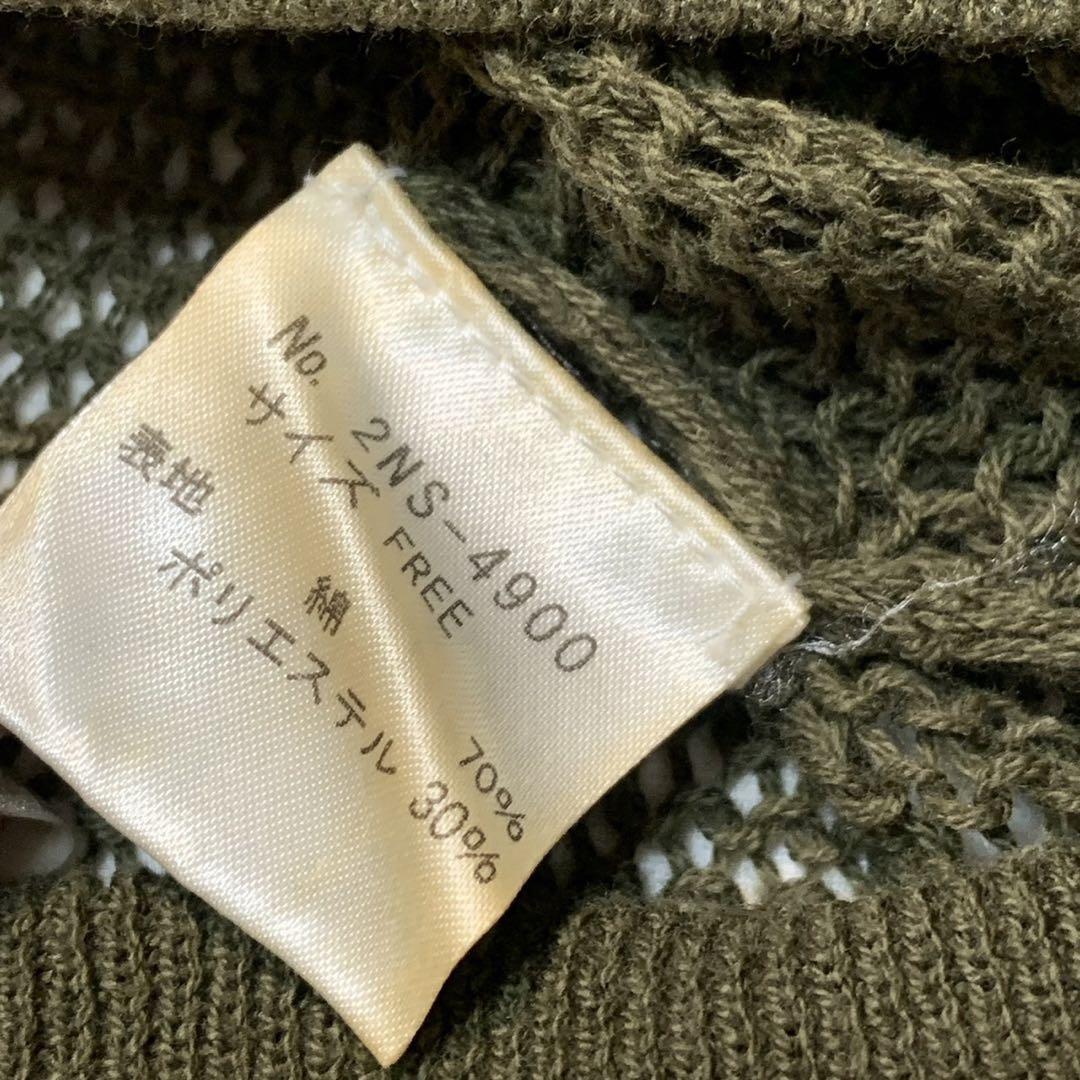 No. 2NS-4900
サイズ FREE
表地 綿 70%
ポリエステル 30%